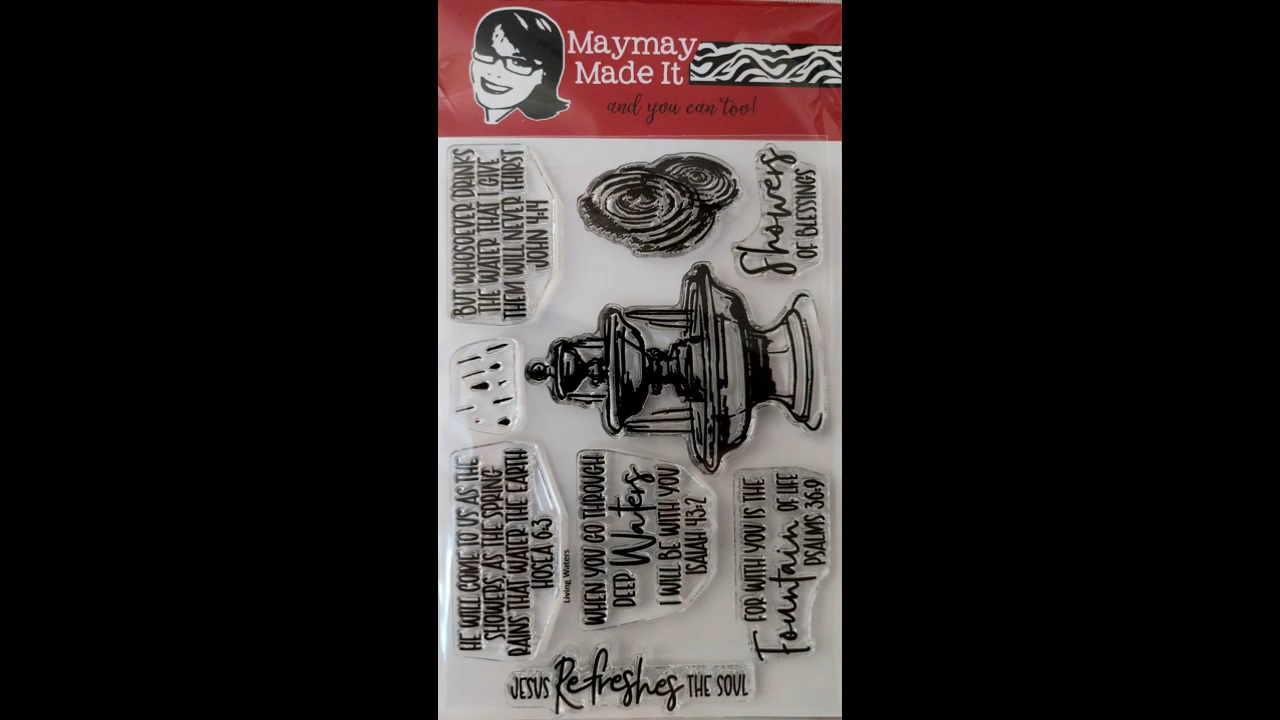 Maymay
Made It
and you can too!
BUT WHOSOEVER DRINKS
THE WATER THAT I GIVE
THEM WILL NEVER THIRST
JOHN 4:14
Showers
OF BLESSINGS
HE WILL COME TO US AS THE
SHOWERS, AS THE SPRING
RAINS THAT WATER THE EARTH
HOSEA 6:3
Living Waters
WHEN YOU GO THROUGH
DEEP Waters
I WILL BE WITH YOU
ISAIAH 43:2
FOR WITH YOU IS THE
Fountain OF LIFE
PSALMS 36:9
JESUS Refreshes THE SOUL